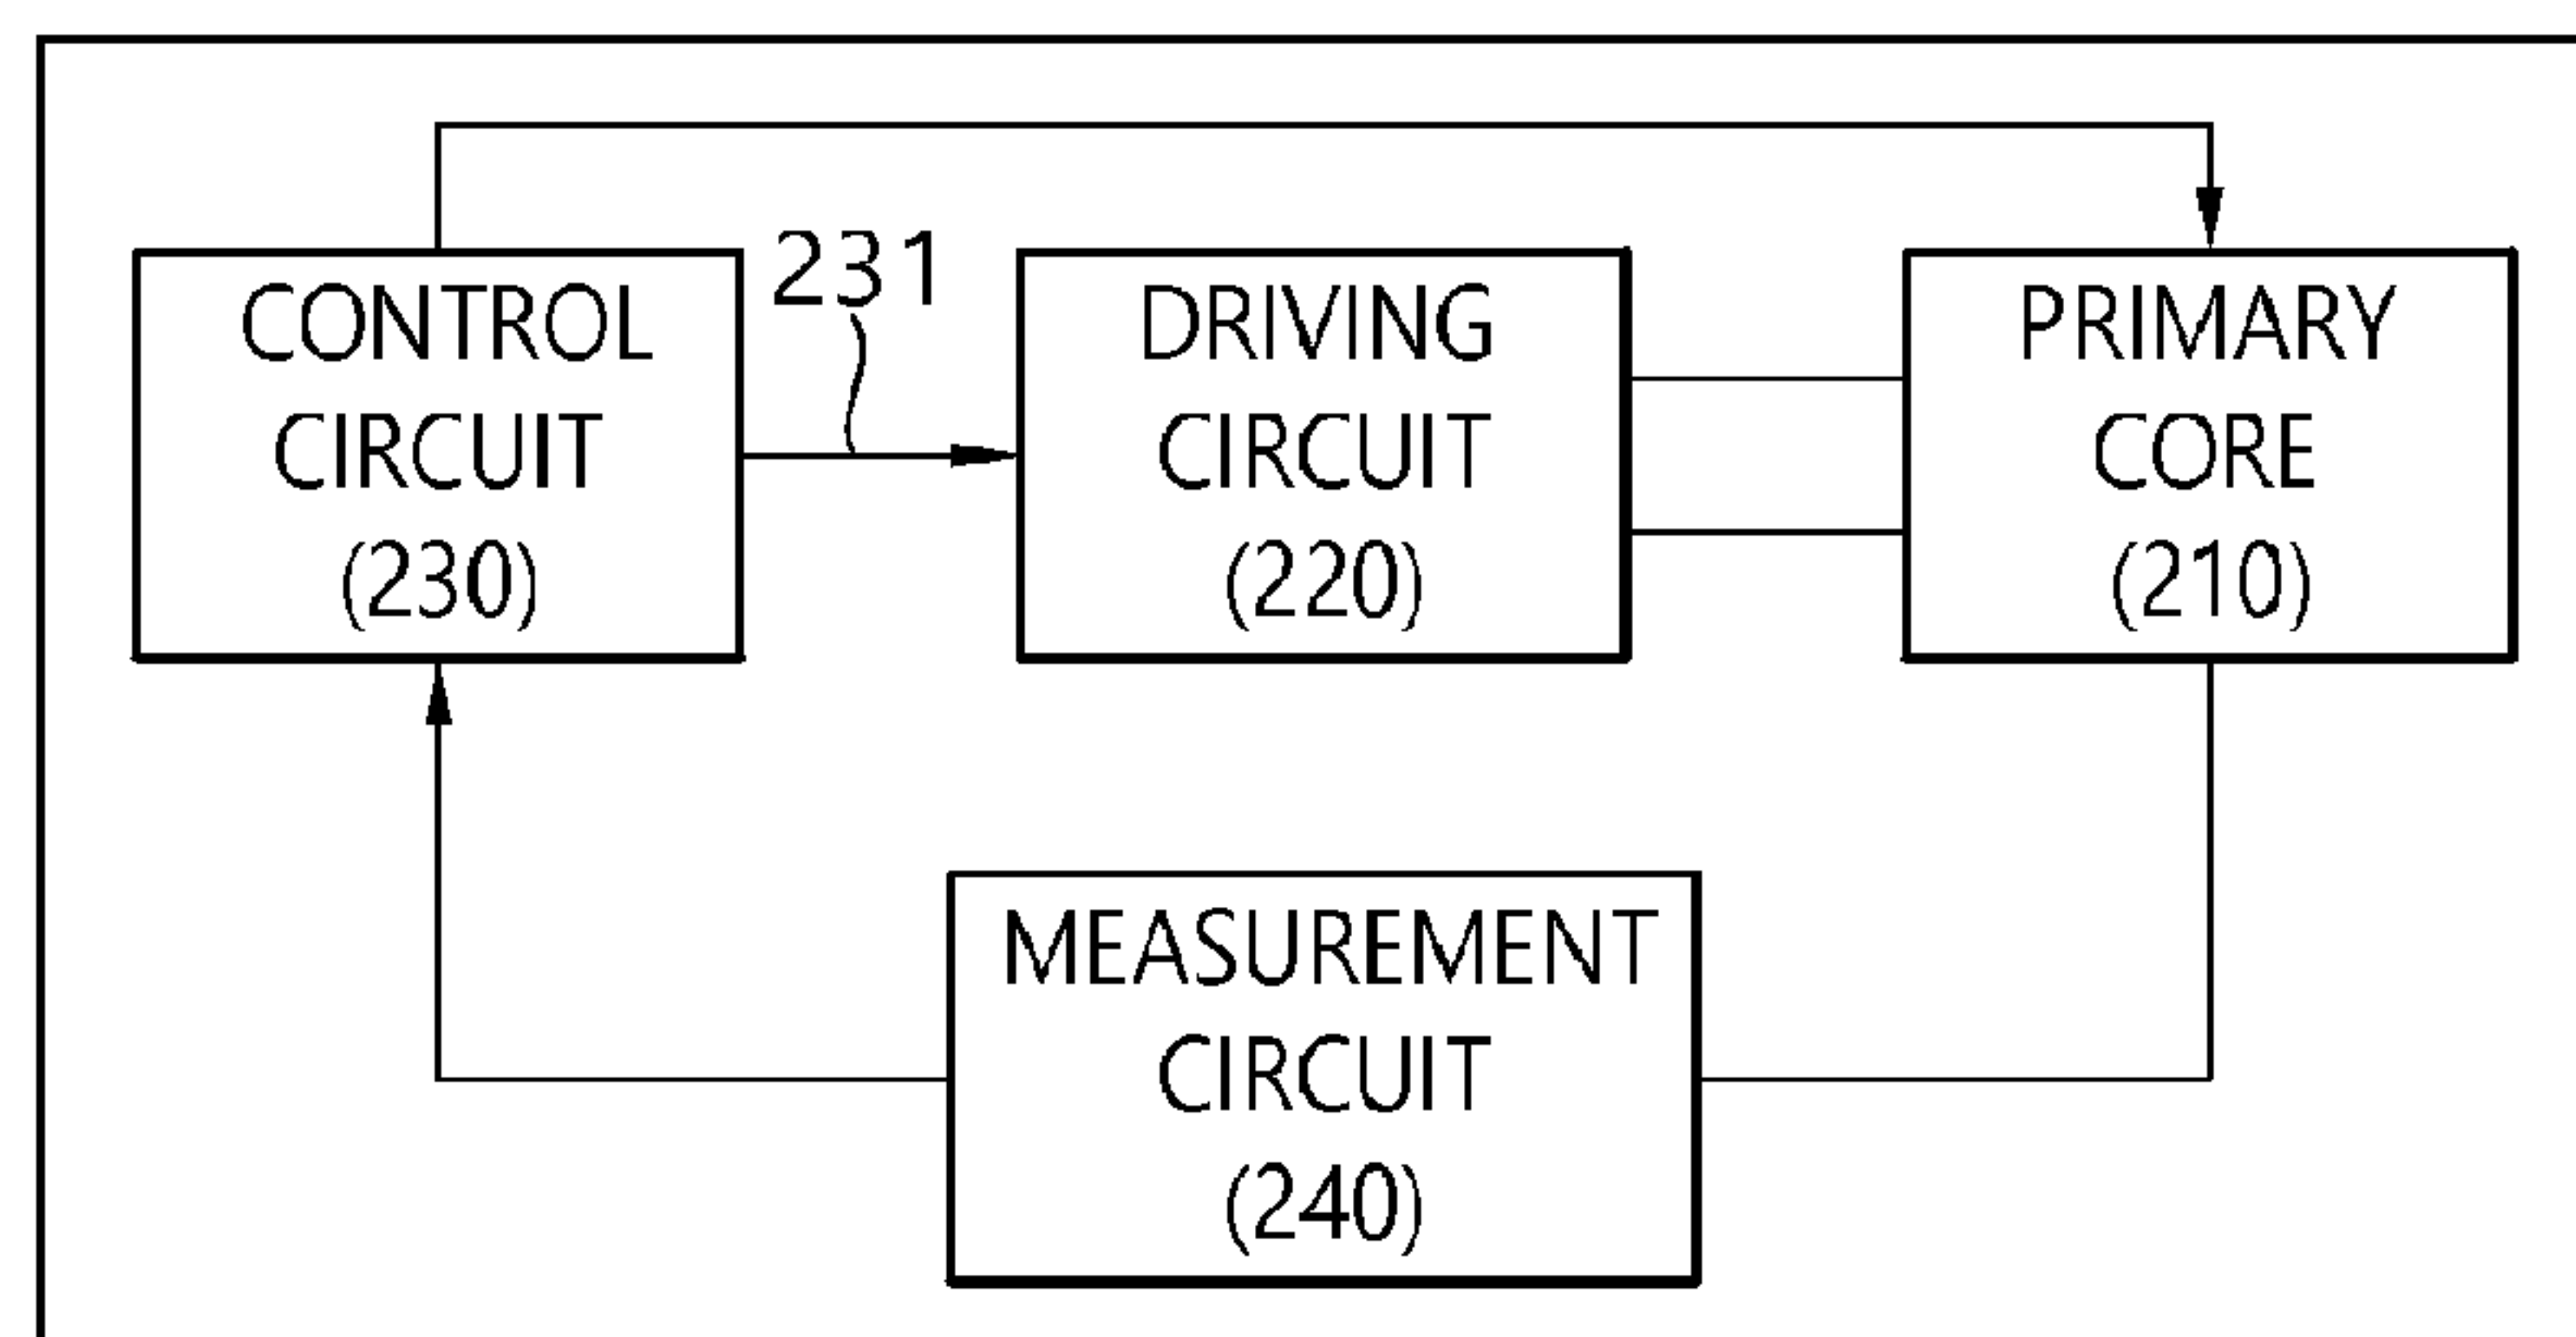 CONTROL
CIRCUIT
(230)
231
DRIVING
CIRCUIT
(220)
PRIMARY
CORE
(210)
MEASUREMENT
CIRCUIT
(240)